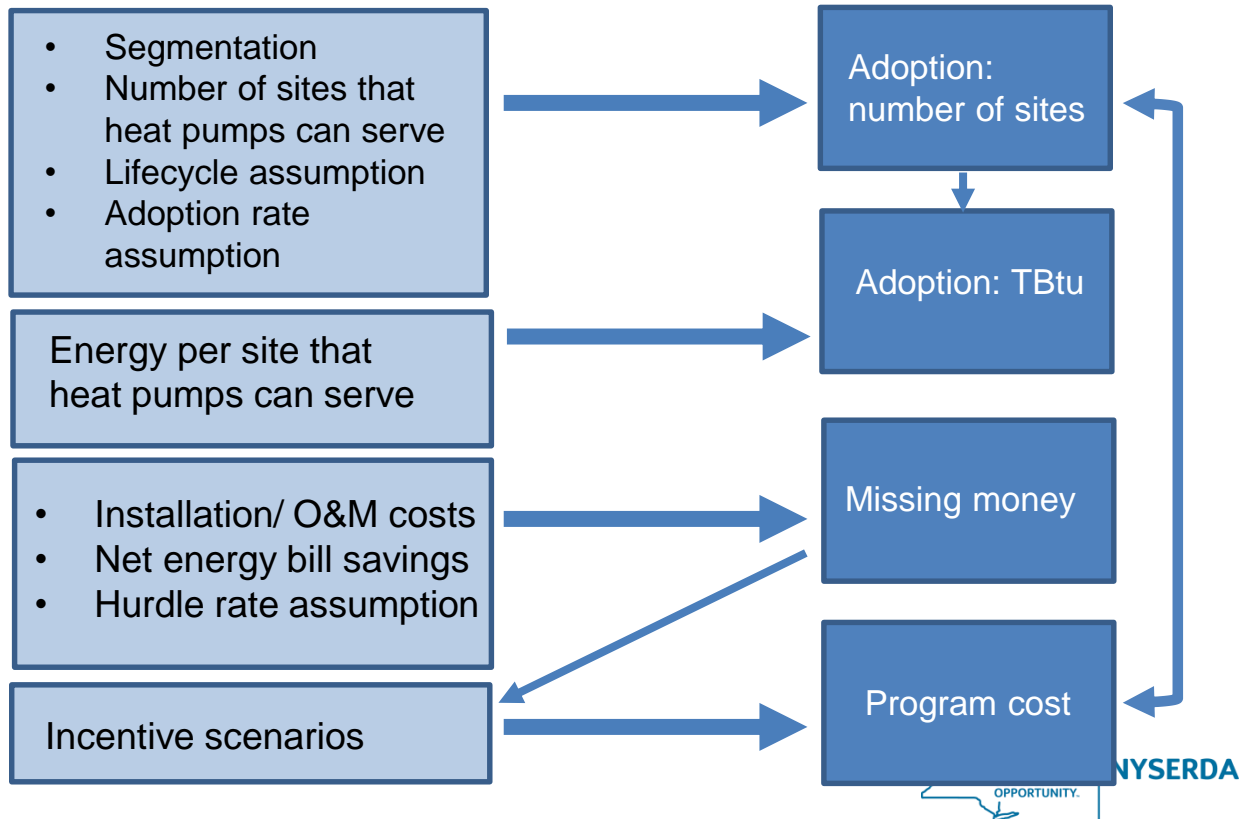 • Segmentation
• Number of sites that
heat pumps can serve
• Lifecycle assumption
• Adoption rate
assumption
Adoption:
number of sites
Energy per site that
heat pumps can serve
Adoption: TBtu
• Installation/ O&M costs
• Net energy bill savings
• Hurdle rate assumption
Missing money
Incentive scenarios
Program cost
NYSERDA
OPPORTUNITY.